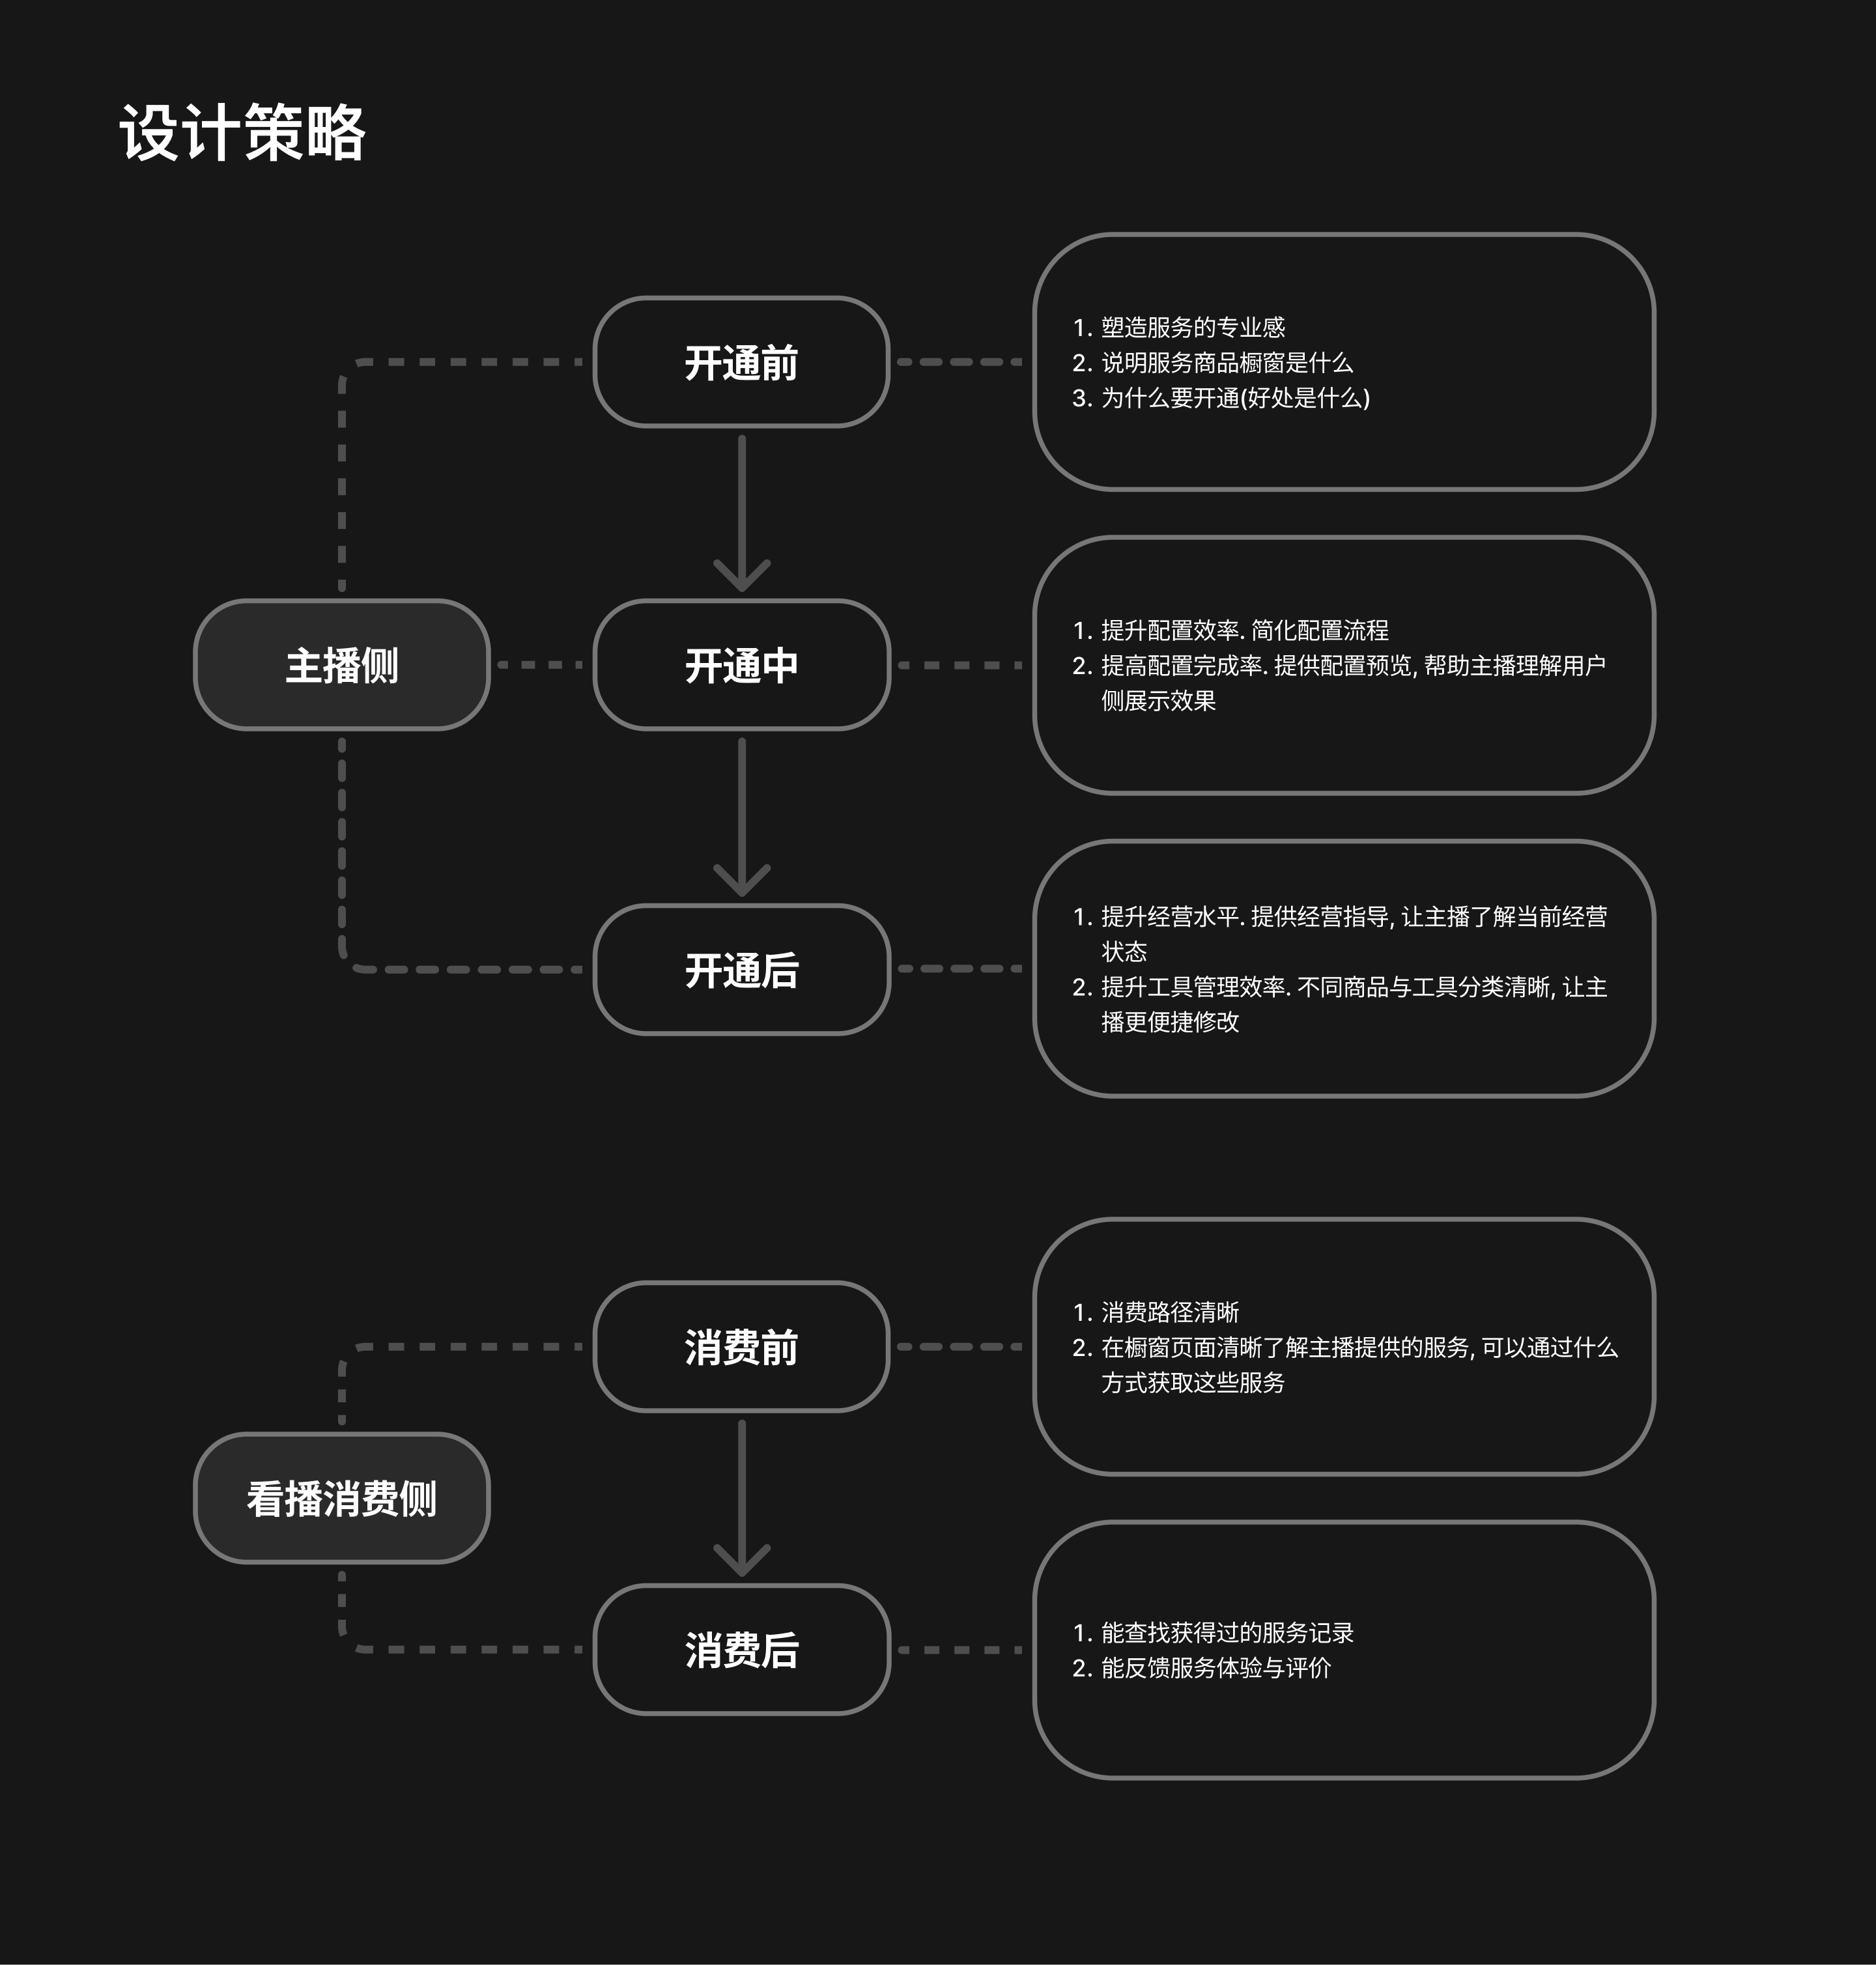 设计策略
开通前
1. 塑造服务的专业感
2. 说明服务商品橱窗是什么
3. 为什么要开通(好处是什么)
主播侧
开通中
1. 提升配置效率. 简化配置流程
2. 提高配置完成率. 提供配置预览, 帮助主播理解用户
侧展示效果
开通后
1. 提升经营水平. 提供经营指导, 让主播了解当前经营
状态
2. 提升工具管理效率. 不同商品与工具分类清晰, 让主
播更便捷修改
消费前
1. 消费路径清晰
2. 在橱窗页面清晰了解主播提供的服务, 可以通过什么
方式获取这些服务
看播消费侧
消费后
1. 能查找获得过的服务记录
2. 能反馈服务体验与评价